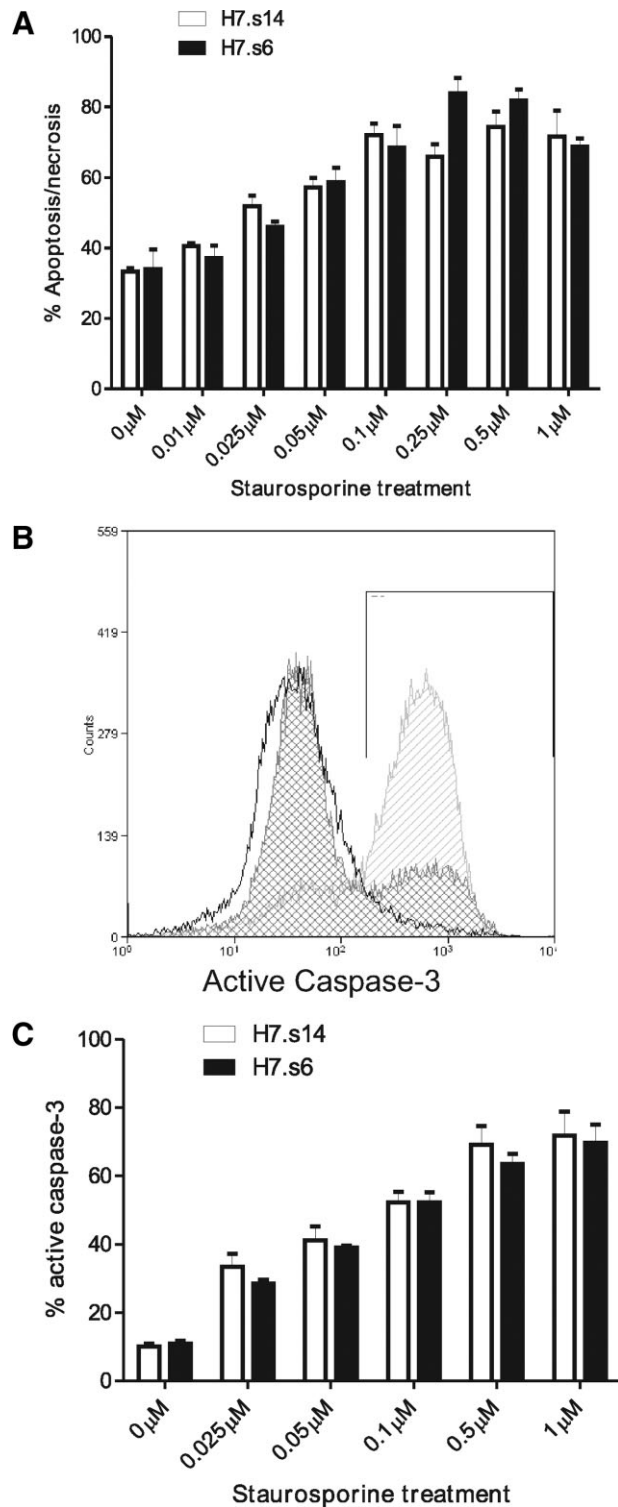 A
H7.s14
H7.s6
% Apoptosis/necrosis
100
80
60
40
20
0
0µM
0.01µM
0.025µM
0.05µM
0.1µM
0.25µM
0.5µM
1µM
Staurosporine treatment
B
559
419
279
139
0
Counts
10⁰
10¹
10²
10³
Active Caspase-3
C
H7.s14
H7.s6
% active caspase-3
100
80
60
40
20
0
0µM
0.025µM
0.05µM
0.1µM
0.5µM
1µM
Staurosporine treatment